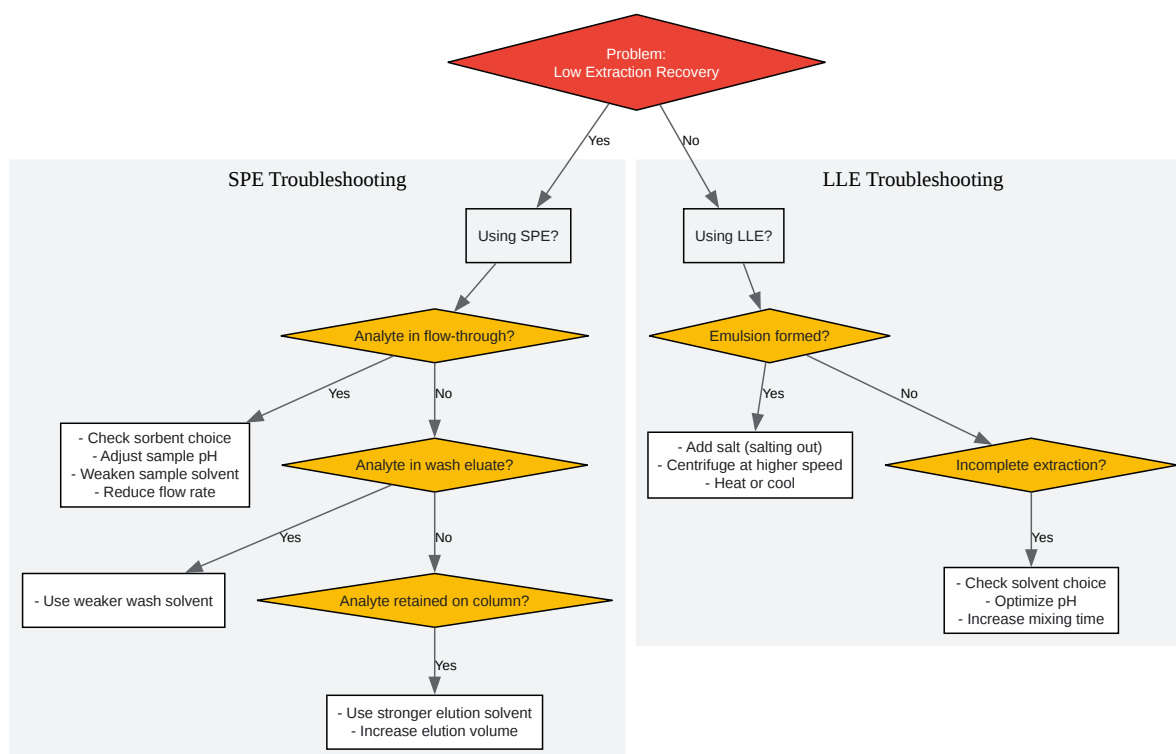 Problem:
Low Extraction Recovery
Yes
No
SPE Troubleshooting
LLE Troubleshooting
Using SPE?
Using LLE?
Analyte in flow-through?
Emulsion formed?
Yes
No
Yes
No
- Check sorbent choice
- Adjust sample pH
- Weaken sample solvent
- Reduce flow rate
Analyte in wash eluate?
- Add salt (salting out)
- Centrifuge at higher speed
- Heat or cool
Incomplete extraction?
Yes
No
Yes
- Use weaker wash solvent
Analyte retained on column?
- Check solvent choice
- Optimize pH
- Increase mixing time
Yes
- Use stronger elution solvent
- Increase elution volume